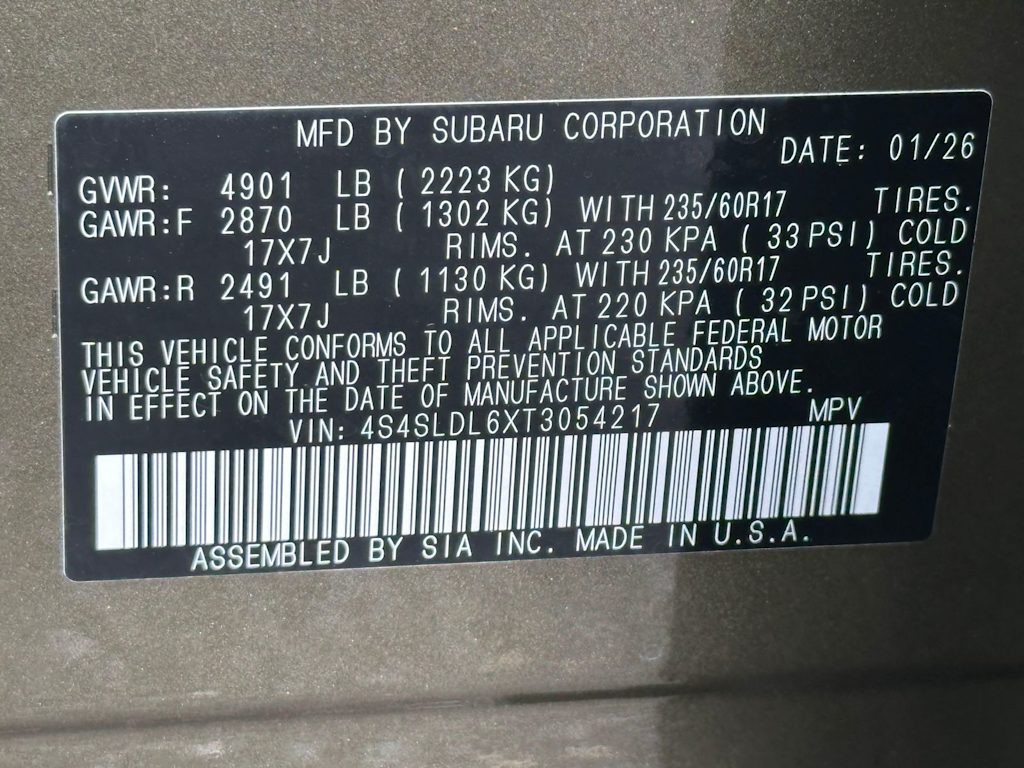 MFD BY SUBARU CORPORATION
DATE: 01/26
GVWR: 4901 LB ( 2223 KG)
GAWR:F 2870 LB ( 1302 KG) WITH 235/60R17 TIRES.
17X7J RIMS. AT 230 KPA ( 33 PSI) COLD
GAWR:R 2491 LB ( 1130 KG) WITH 235/60R17 TIRES.
17X7J RIMS. AT 220 KPA ( 32 PSI) COLD
THIS VEHICLE CONFORMS TO ALL APPLICABLE FEDERAL MOTOR
VEHICLE SAFETY AND THEFT PREVENTION STANDARDS
IN EFFECT ON THE DATE OF MANUFACTURE SHOWN ABOVE.
VIN: 4S4SLDL6XT3054217 MPV
ASSEMBLED BY SIA INC. MADE IN U.S.A.